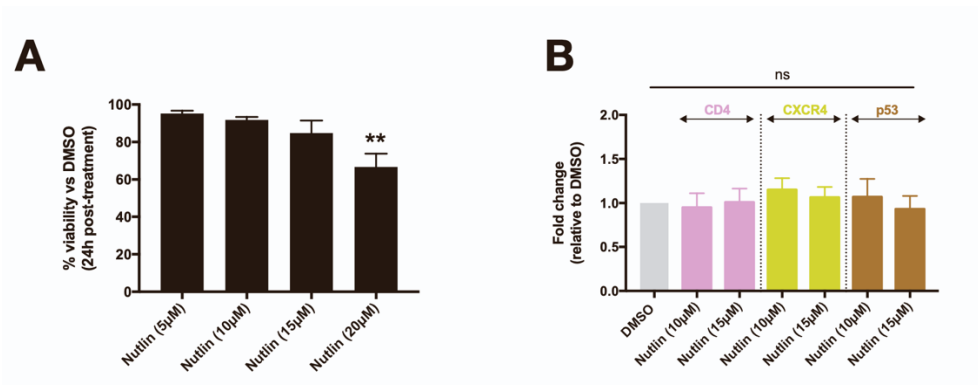 A
% viability vs DMSO
(24h post-treatment)
100
80
60
40
20
0
**
Nutlin (5µM)
Nutlin (10µM)
Nutlin (15µM)
Nutlin (20µM)
B
ns
CD4
CXCR4
p53
Fold change
(relative to DMSO)
2.0
1.5
1.0
0.5
0.0
DMSO
Nutlin (10µM)
Nutlin (15µM)
Nutlin (10µM)
Nutlin (15µM)
Nutlin (10µM)
Nutlin (15µM)